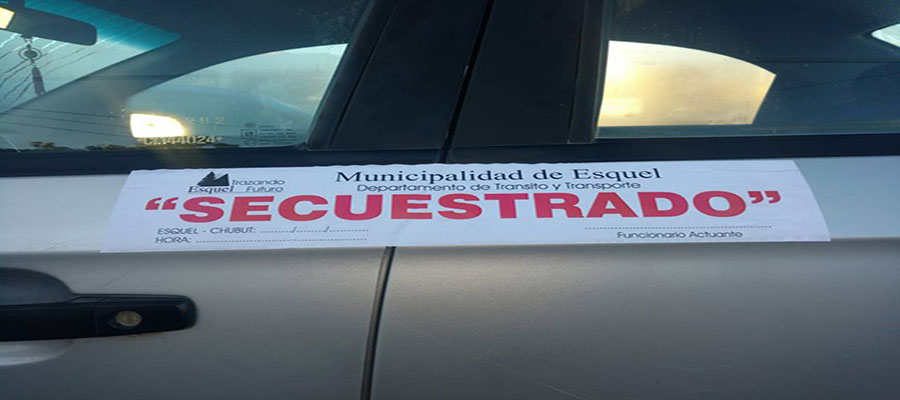 Esquel Trazando Futuro
Municipalidad de Esquel
Departamento de Transito y Transporte
“SECUESTRADO”
ESQUEL - CHUBUT: ......../......../...........
HORA: ................................................
Funcionario Actuante